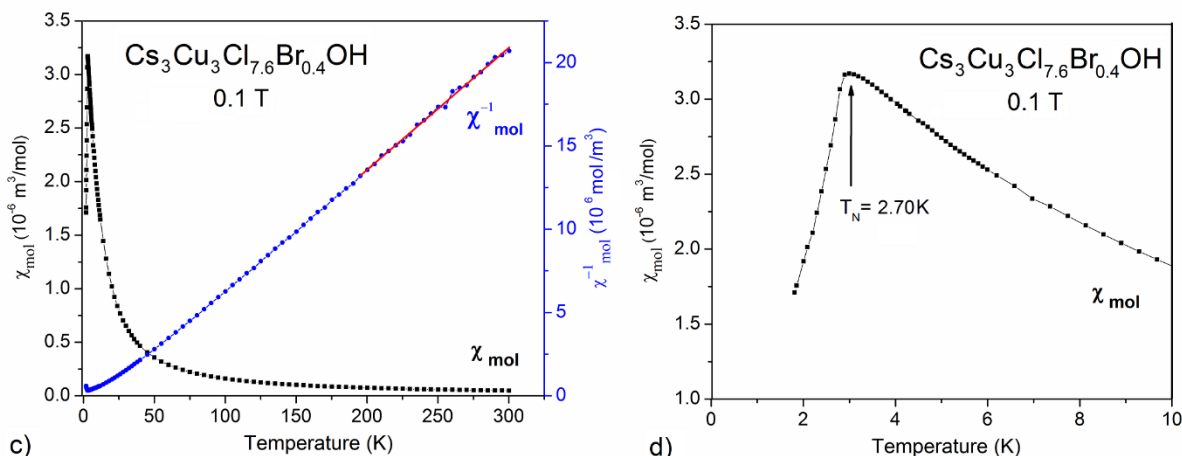 Cs₃Cu₃Cl₇.₆Br₀.₄OH
0.1 T
χ⁻¹mol
χ mol
χmol (10⁻⁶ m³/mol)
3.5
3.0
2.5
2.0
1.5
1.0
0.5
0.0
χ⁻¹mol (10⁶ mol/m³)
20
15
10
5
0
0 50 100 150 200 250 300
Temperature (K)
c)
Cs₃Cu₃Cl₇.₆Br₀.₄OH
0.1 T
T_N = 2.70K
χ mol
χmol (10⁻⁶ m³/mol)
3.5
3.0
2.5
2.0
1.5
1.0
0 2 4 6 8 10
Temperature (K)
d)